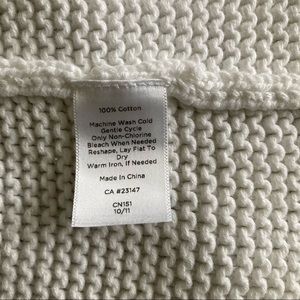 100% Cotton
Machine Wash Cold
Gentle Cycle
Only Non-Chlorine
Bleach When Needed
Reshape, Lay Flat To
Dry
Warm Iron, If Needed
Made In China
CA #23147
CN151
10/11